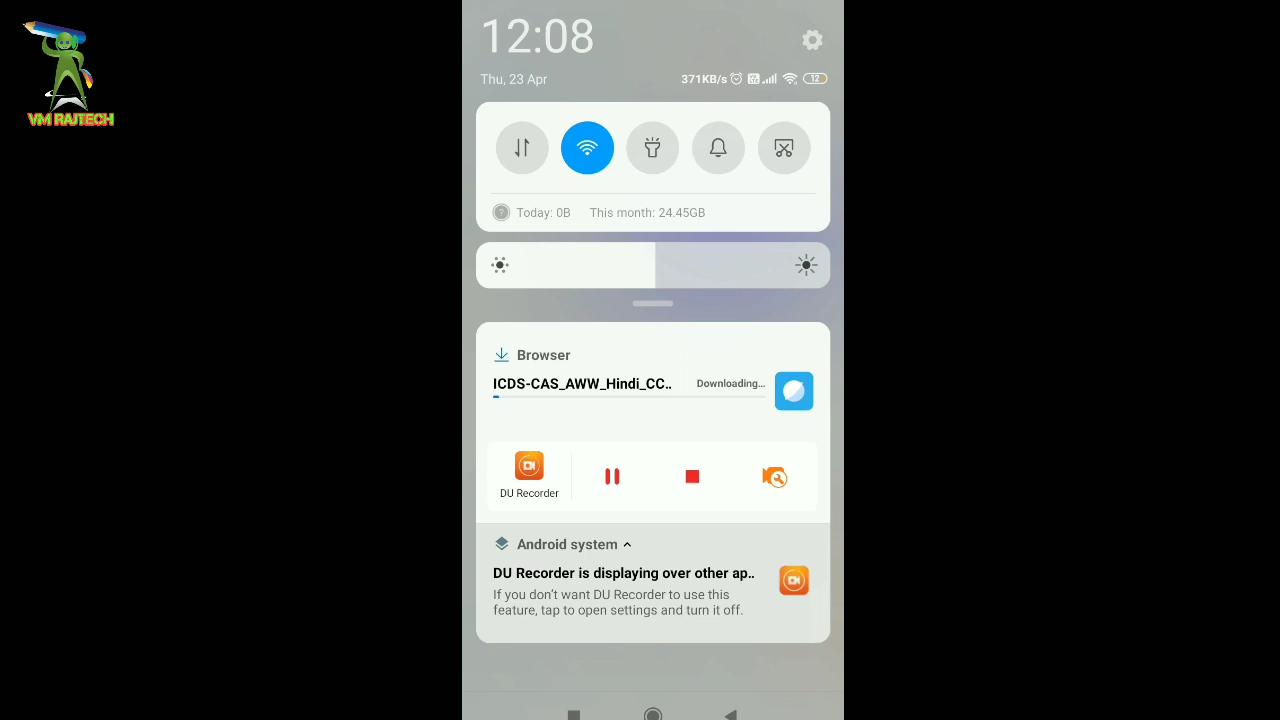 VM RAJTECH
12:08
Thu, 23 Apr
371KB/s
12
Today: 0B This month: 24.45GB
Browser
ICDS-CAS_AWW_Hindi_CC.. Downloading...
DU Recorder
Android system
DU Recorder is displaying over other ap..
If you don't want DU Recorder to use this
feature, tap to open settings and turn it off.